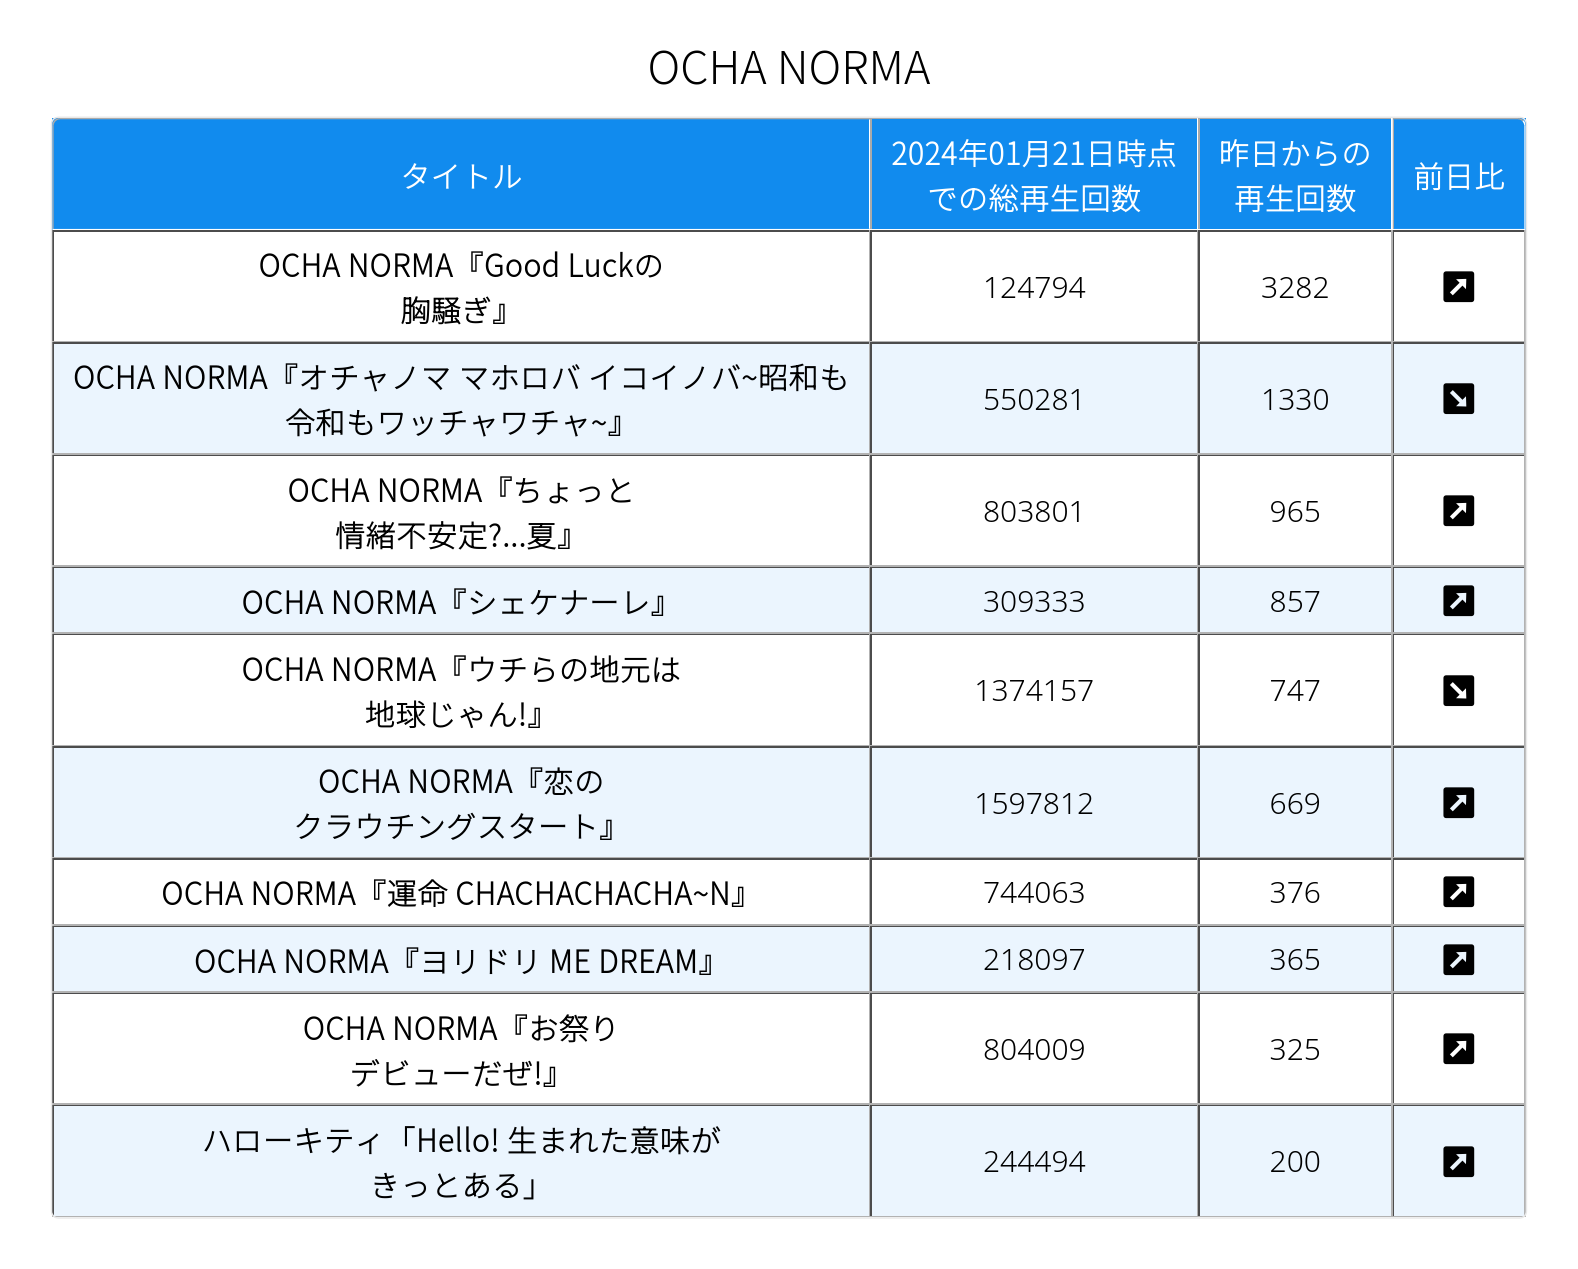 OCHA NORMA
タイトル
2024年01月21日時点
での総再生回数
昨日からの
再生回数
前日比
OCHA NORMA『Good Luckの
胸騒ぎ』
124794
3282
OCHA NORMA『オチャノマ マホロバ イコイノバ~昭和も
令和もワッチャワチャ~』
550281
1330
OCHA NORMA『ちょっと
情緒不安定?...夏』
803801
965
OCHA NORMA『シェケナーレ』
309333
857
OCHA NORMA『ウチらの地元は
地球じゃん!』
1374157
747
OCHA NORMA『恋の
クラウチングスタート』
1597812
669
OCHA NORMA『運命 CHACHACHACHA~N』
744063
376
OCHA NORMA『ヨリドリ ME DREAM』
218097
365
OCHA NORMA『お祭り
デビューだぜ!』
804009
325
ハローキティ「Hello! 生まれた意味が
きっとある」
244494
200